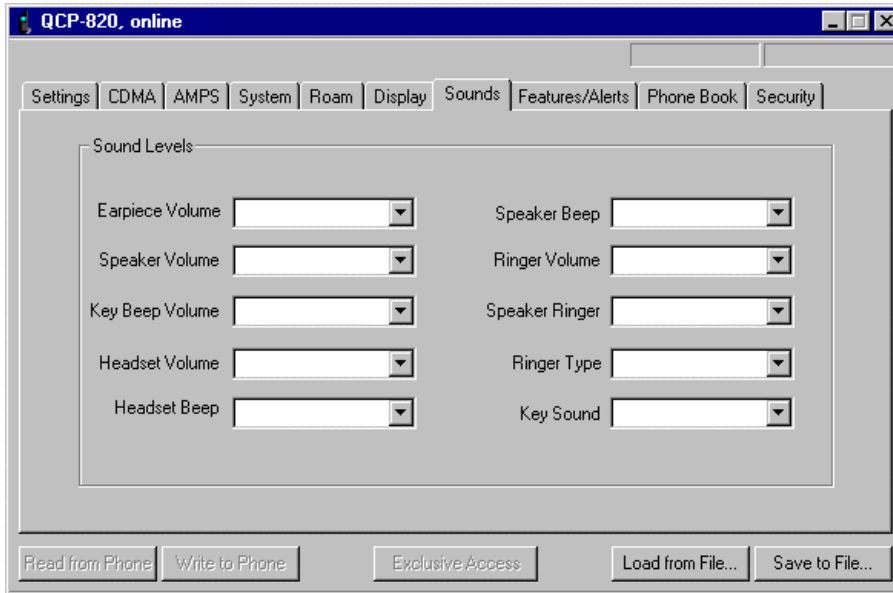 QCP-820, online
Settings CDMA AMPS System Roam Display Sounds Features/Alerts Phone Book Security
Sound Levels
Earpiece Volume
Speaker Volume
Key Beep Volume
Headset Volume
Headset Beep
Speaker Beep
Ringer Volume
Speaker Ringer
Ringer Type
Key Sound
Read from Phone Write to Phone Exclusive Access Load from File... Save to File...